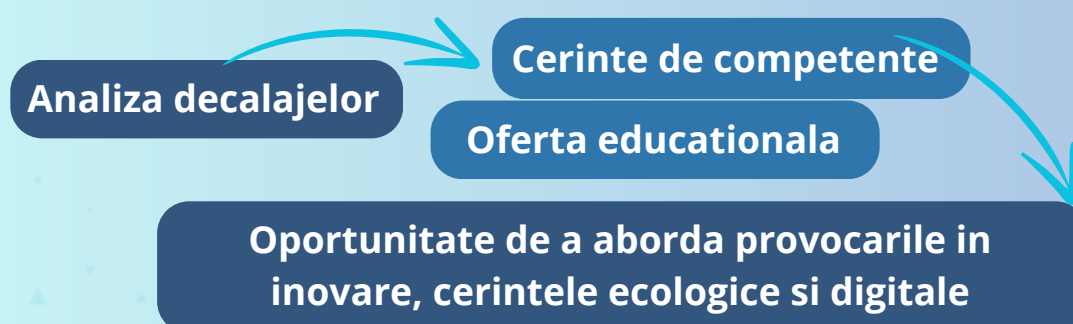 Analiza decalajelor
Cerinte de competente
Oferta educationala
Oportunitate de a aborda provocarile in
inovare, cerintele ecologice si digitale